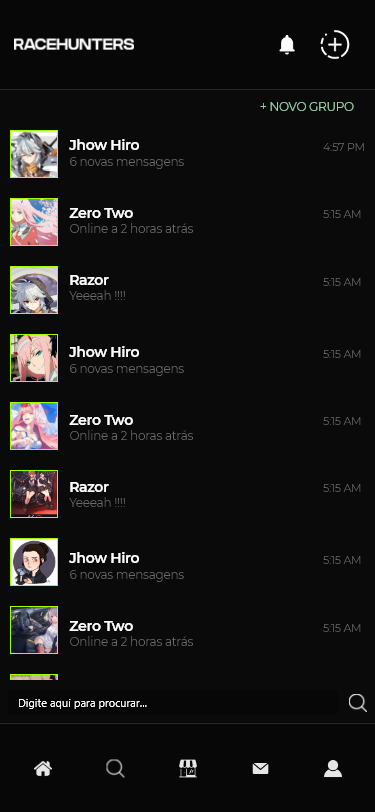 RACEHUNTERS
+ NOVO GRUPO
Jhow Hiro
4:57 PM
6 novas mensagens
Zero Two
5:15 AM
Online a 2 horas atrás
Razor
5:15 AM
Yeeeah !!!!
Jhow Hiro
5:15 AM
6 novas mensagens
Zero Two
5:15 AM
Online a 2 horas atrás
Razor
5:15 AM
Yeeeah !!!!
Jhow Hiro
5:15 AM
6 novas mensagens
Zero Two
5:15 AM
Online a 2 horas atrás
Digite aqui para procurar...